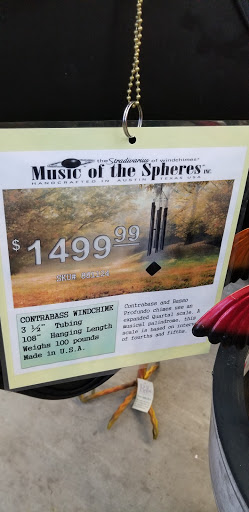 the Stradivarius of windchimes!
Music of the Spheres INC.
HANDCRAFTED IN AUSTIN TEXAS USA
$1499.99
SKU#
CONTRABASS WINDCHIME
3 ½" Tubing
108" Hanging Length
Weighs 100 pounds
Made in U.S.A.
Contrabass and Basso
Profundo chimes use an
expanded Quartal scale. A
musical palindrome, this
scale is based on inter
of fourths and fifths.